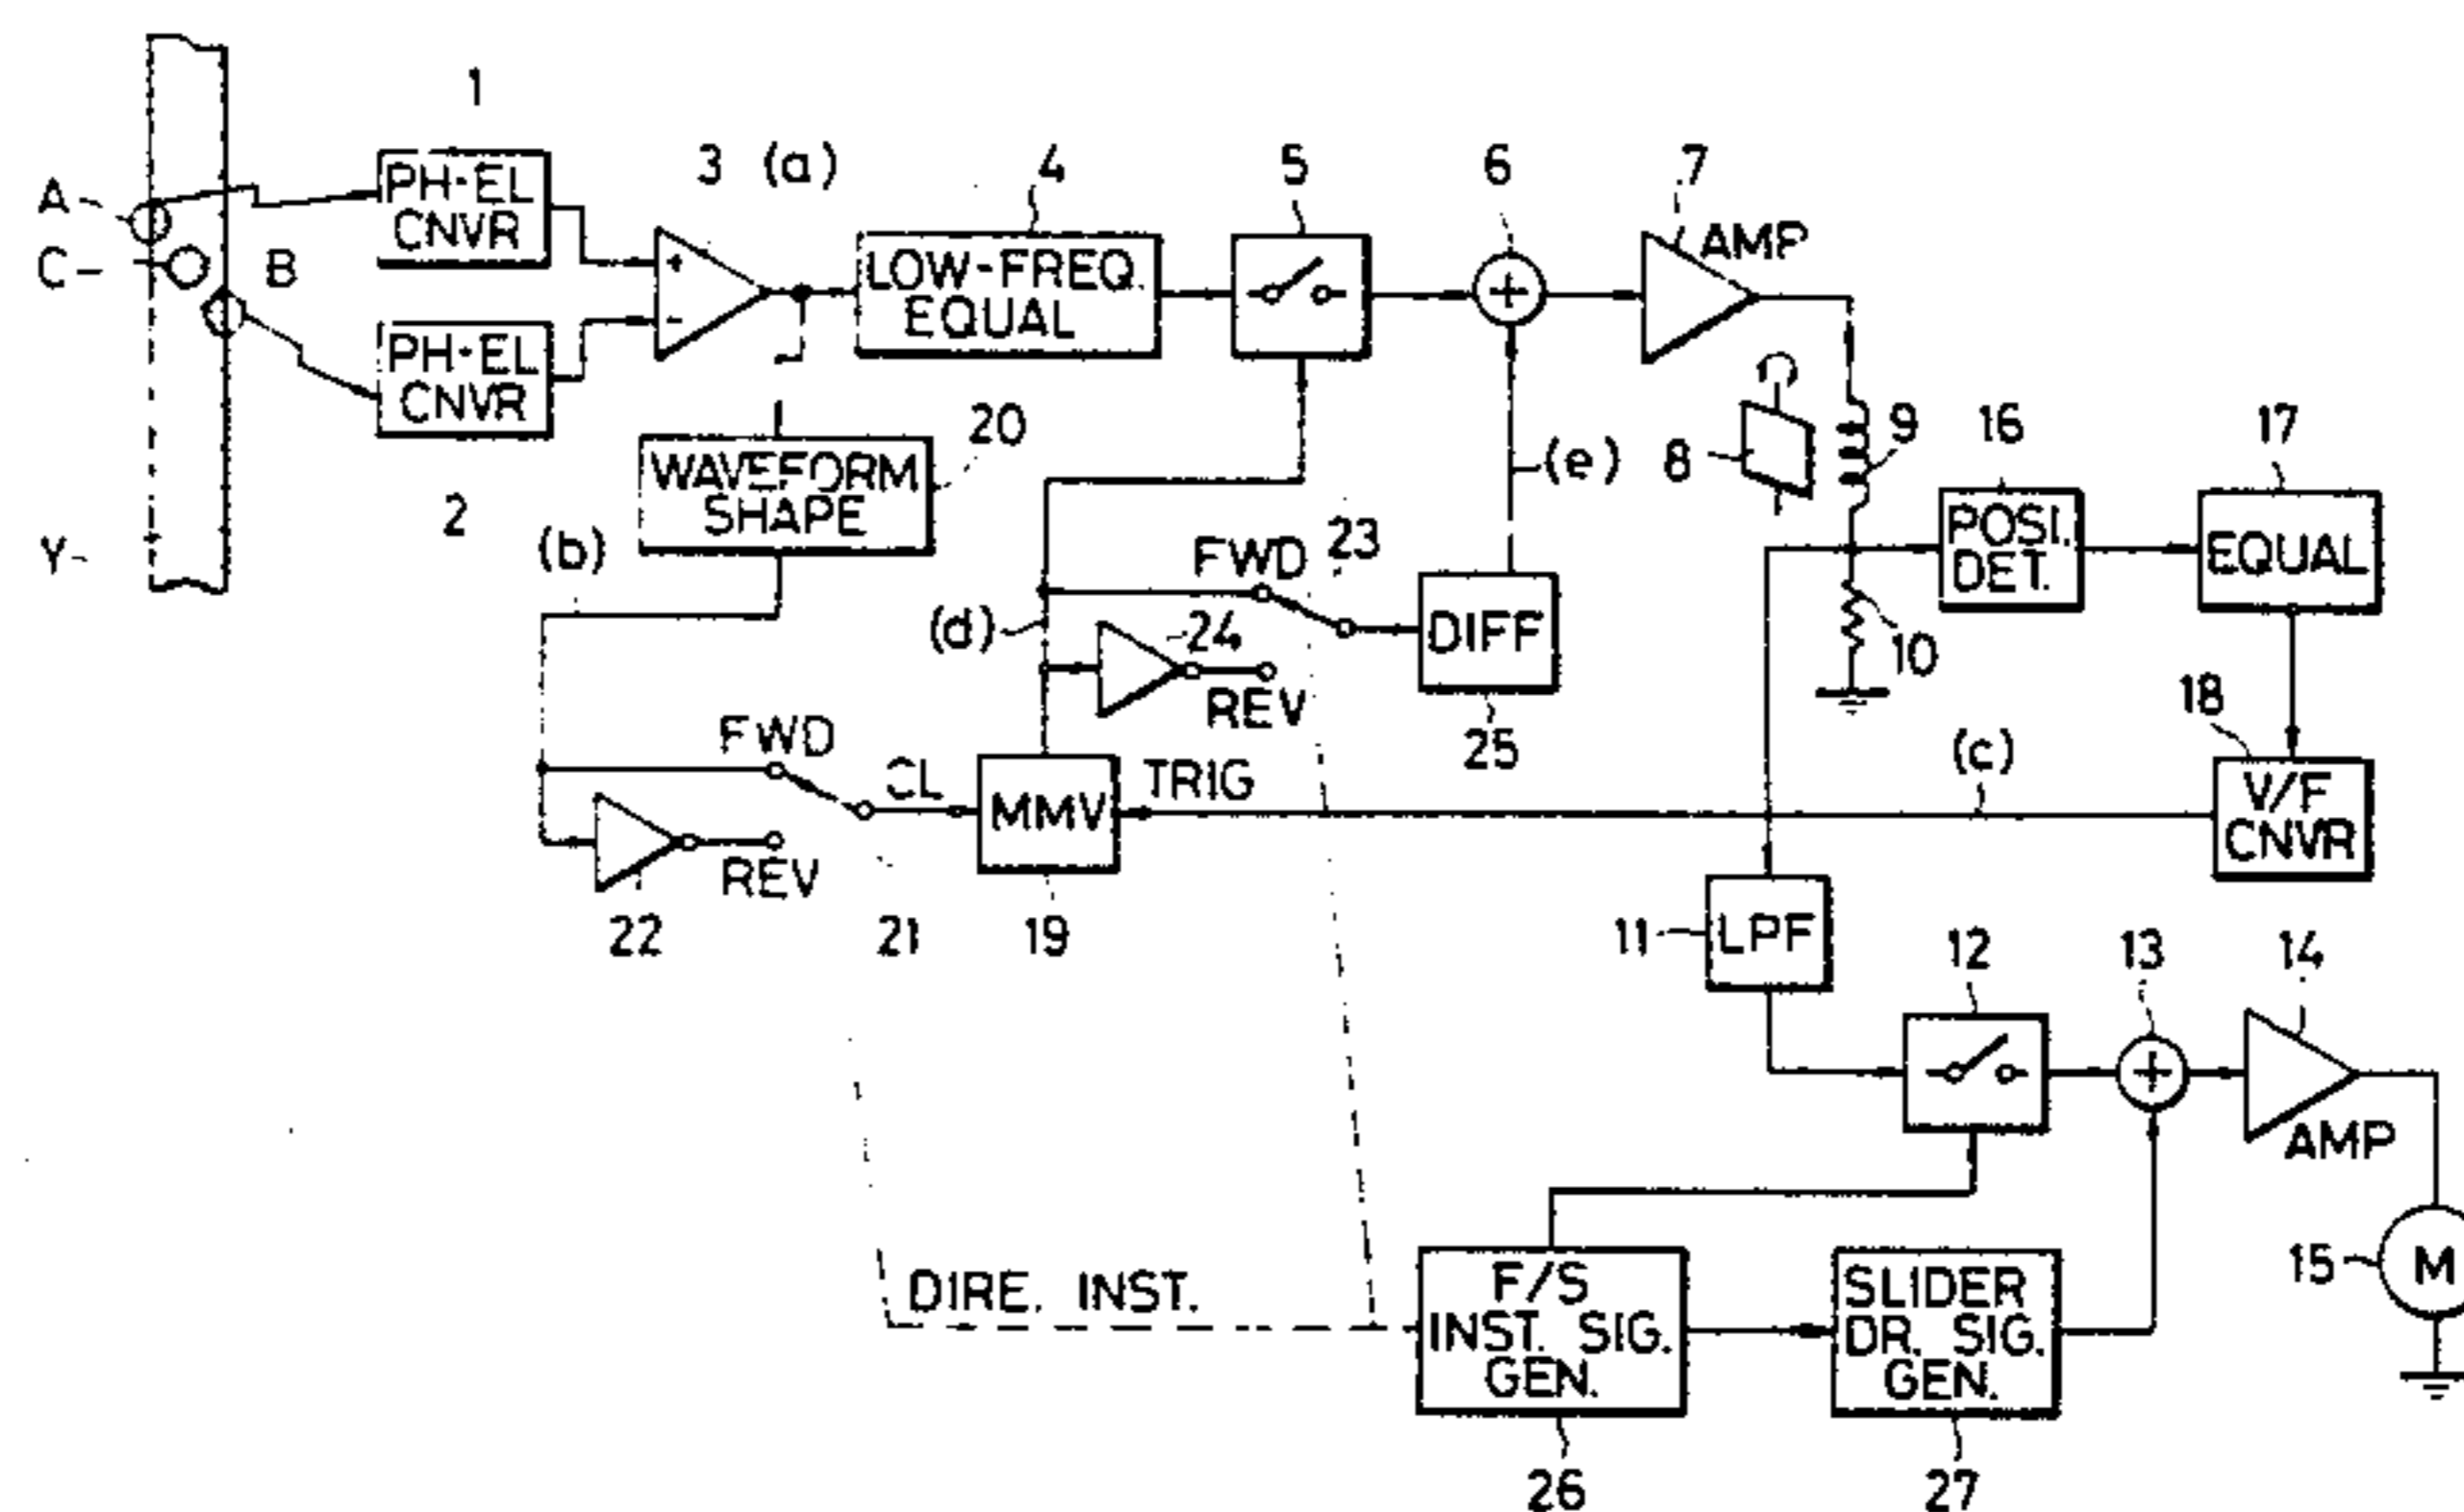 1
3 (a) 4 5 6 7
A
PH-EL
CNVR
C
B
+
-
LOW-FREQ.
EQUAL
+
AMP
PH-EL
CNVR
20
8
9
16
17
WAVEFORM
SHAPE
(e)
2
(b)
Y
FWD 23
POSI.
DET.
EQUAL
(d)
24
DIFF
10
REV
25
18
FWD
CL
MMV
TRIG
(c)
V/F
CNVR
REV
22
21
19
11
LPF
12
13
14
+
AMP
DIRE. INST.
F/S
INST. SIG.
GEN.
SLIDER
DR. SIG.
GEN.
15
M
26
27